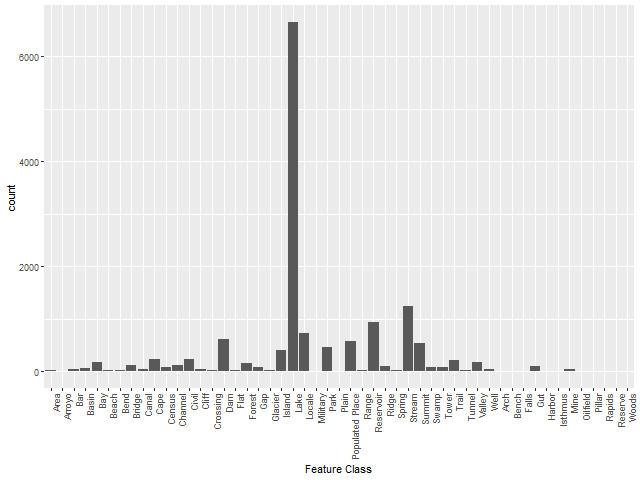 6000
4000
2000
0
count
Area
Arroyo
Bar
Basin
Bay
Beach
Bend
Bridge
Canal
Cape
Census
Channel
Civil
Cliff
Crossing
Dam
Flat
Forest
Gap
Glacier
Island
Lake
Locale
Military
Park
Plain
Populated Place
Range
Reservoir
Ridge
Spring
Stream
Summit
Swamp
Tower
Trail
Tunnel
Valley
Well
Arch
Bench
Falls
Gut
Harbor
Isthmus
Mine
Oilfield
Pillar
Rapids
Reserve
Woods
Feature Class